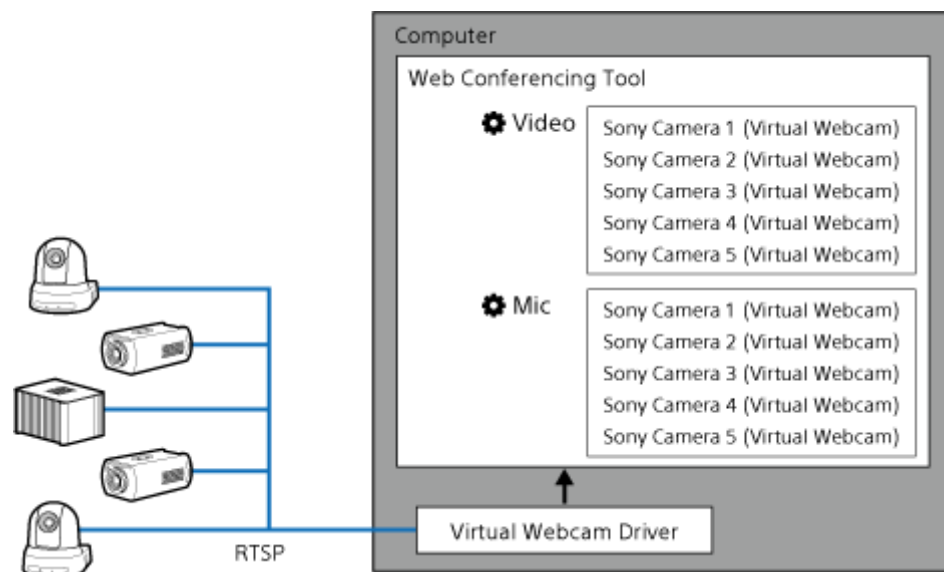 Computer
Web Conferencing Tool
Video
Sony Camera 1 (Virtual Webcam)
Sony Camera 2 (Virtual Webcam)
Sony Camera 3 (Virtual Webcam)
Sony Camera 4 (Virtual Webcam)
Sony Camera 5 (Virtual Webcam)
Mic
Sony Camera 1 (Virtual Webcam)
Sony Camera 2 (Virtual Webcam)
Sony Camera 3 (Virtual Webcam)
Sony Camera 4 (Virtual Webcam)
Sony Camera 5 (Virtual Webcam)
Virtual Webcam Driver
RTSP